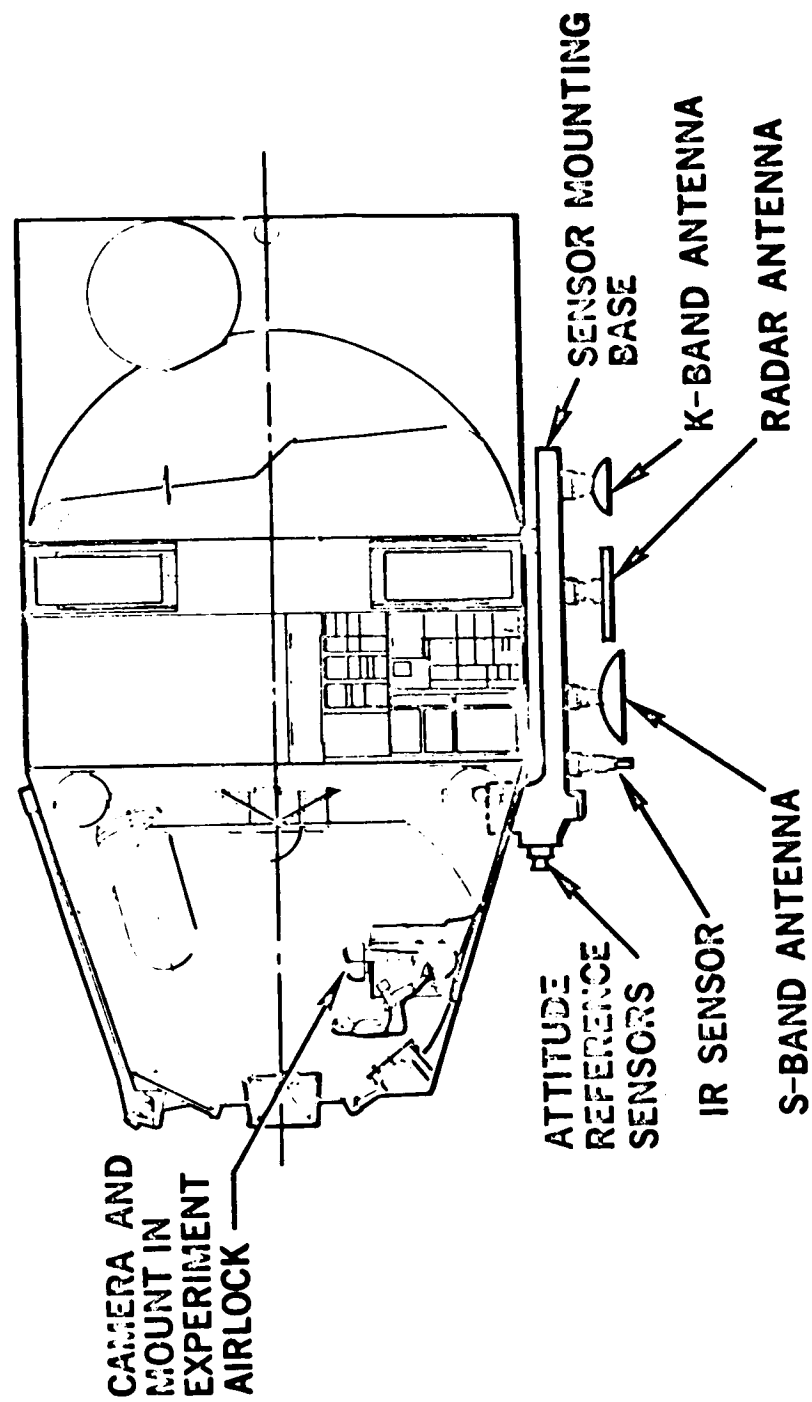 CAMERA AND
MOUNT IN
EXPERIMENT
AIRLOCK
ATTITUDE
REFERENCE
SENSORS
IR SENSOR
S-BAND ANTENNA
SENSOR MOUNTING
BASE
K-BAND ANTENNA
RADAR ANTENNA